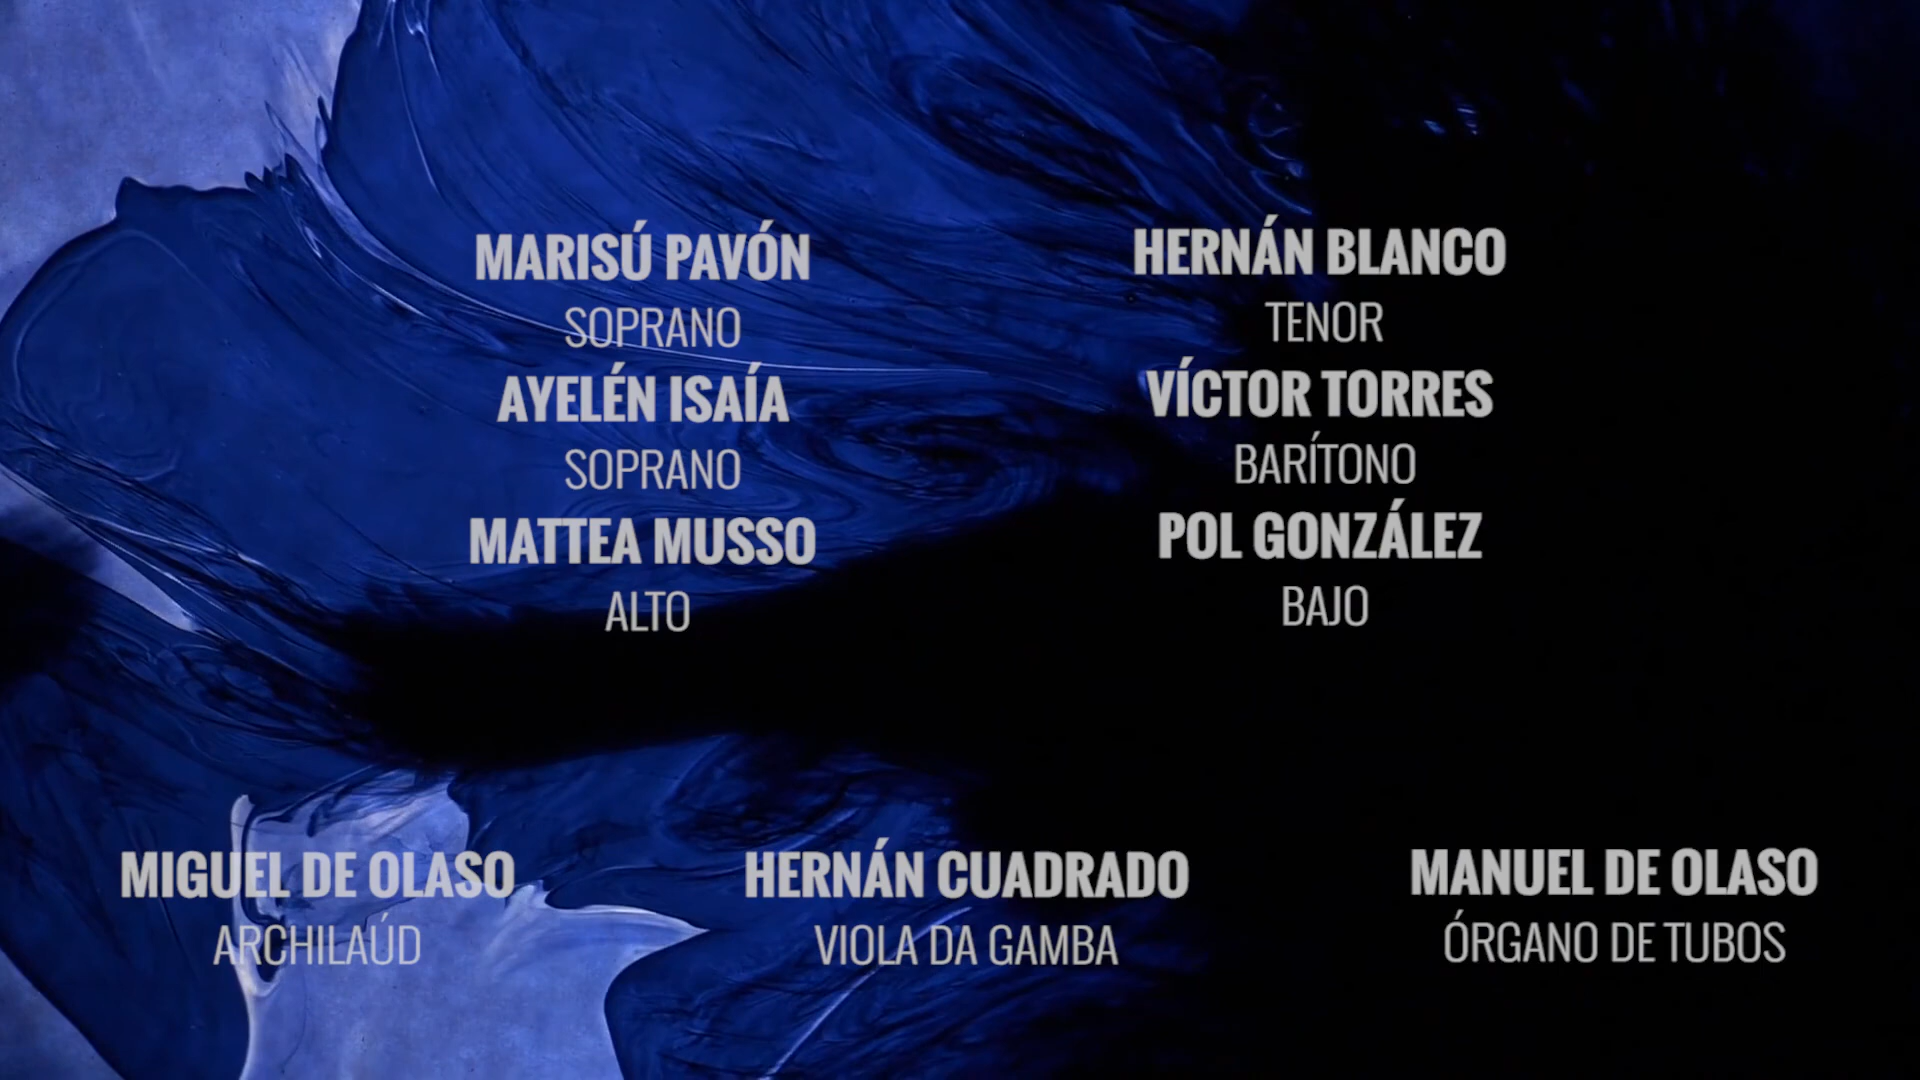 MARISÚ PAVÓN
SOPRANO
AYELÉN ISAÍA
SOPRANO
MATTEA MUSSO
ALTO
HERNÁN BLANCO
TENOR
VÍCTOR TORRES
BARÍTONO
POL GONZÁLEZ
BAJO
MIGUEL DE OLASO
ARCHILAÚD
HERNÁN CUADRADO
VIOLA DA GAMBA
MANUEL DE OLASO
ÓRGANO DE TUBOS